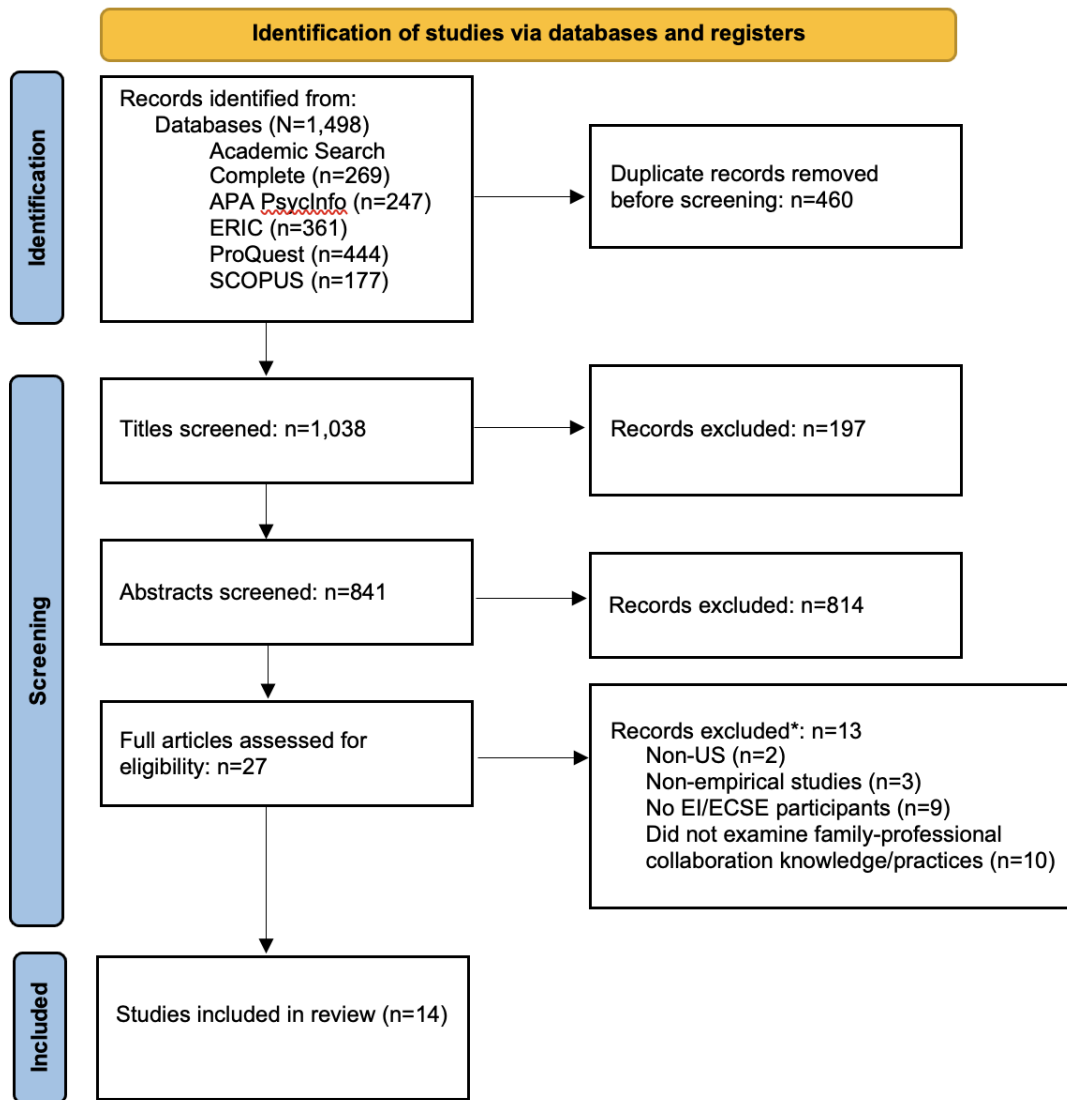 Identification of studies via databases and registers
Identification
Records identified from:
Databases (N=1,498)
Academic Search
Complete (n=269)
APA PsycInfo (n=247)
ERIC (n=361)
ProQuest (n=444)
SCOPUS (n=177)
Duplicate records removed
before screening: n=460
Screening
Titles screened: n=1,038
Records excluded: n=197
Abstracts screened: n=841
Records excluded: n=814
Full articles assessed for
eligibility: n=27
Records excluded*: n=13
Non-US (n=2)
Non-empirical studies (n=3)
No EI/ECSE participants (n=9)
Did not examine family-professional
collaboration knowledge/practices (n=10)
Included
Studies included in review (n=14)